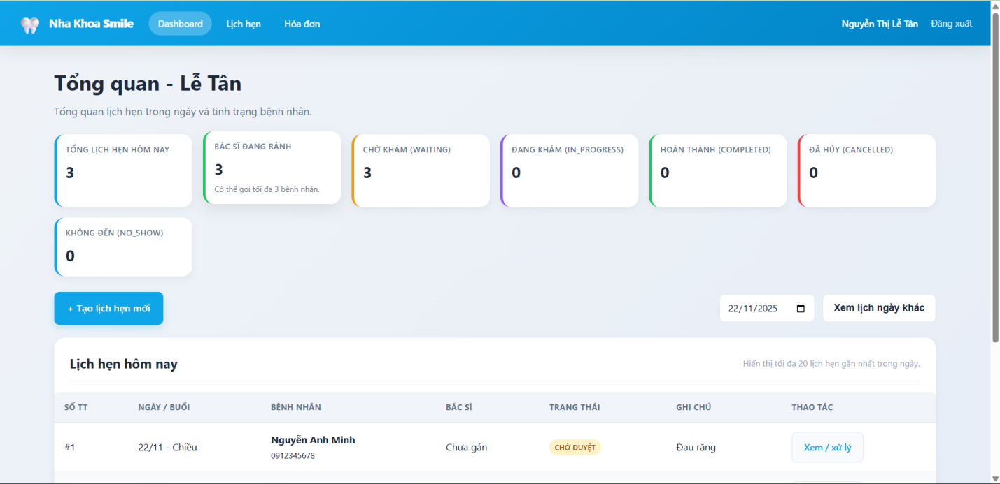 Nha Khoa Smile Dashboard Lịch hẹn Hóa đơn Nguyễn Thị Lễ Tân Đăng xuất
Tổng quan - Lễ Tân
Tổng quan lịch hẹn trong ngày và tình trạng bệnh nhân.
TỔNG LỊCH HẸN HÔM NAY
3
BÁC SĨ ĐANG RẢNH
3
Có thể gọi tối đa 3 bệnh nhân.
CHỜ KHÁM (WAITING)
3
ĐANG KHÁM (IN_PROGRESS)
0
HOÀN THÀNH (COMPLETED)
0
ĐÃ HỦY (CANCELLED)
0
KHÔNG ĐẾN (NO_SHOW)
0
+ Tạo lịch hẹn mới
22/11/2025
Xem lịch ngày khác
Lịch hẹn hôm nay
Hiển thị tối đa 20 lịch hẹn gần nhất trong ngày.
SỐ TT NGÀY / BUỔI BỆNH NHÂN BÁC SĨ TRẠNG THÁI GHI CHÚ THAO TÁC
#1 22/11 - Chiều Nguyễn Anh Minh Chưa gán CHỜ DUYỆT Đau răng Xem / xử lý
0912345678